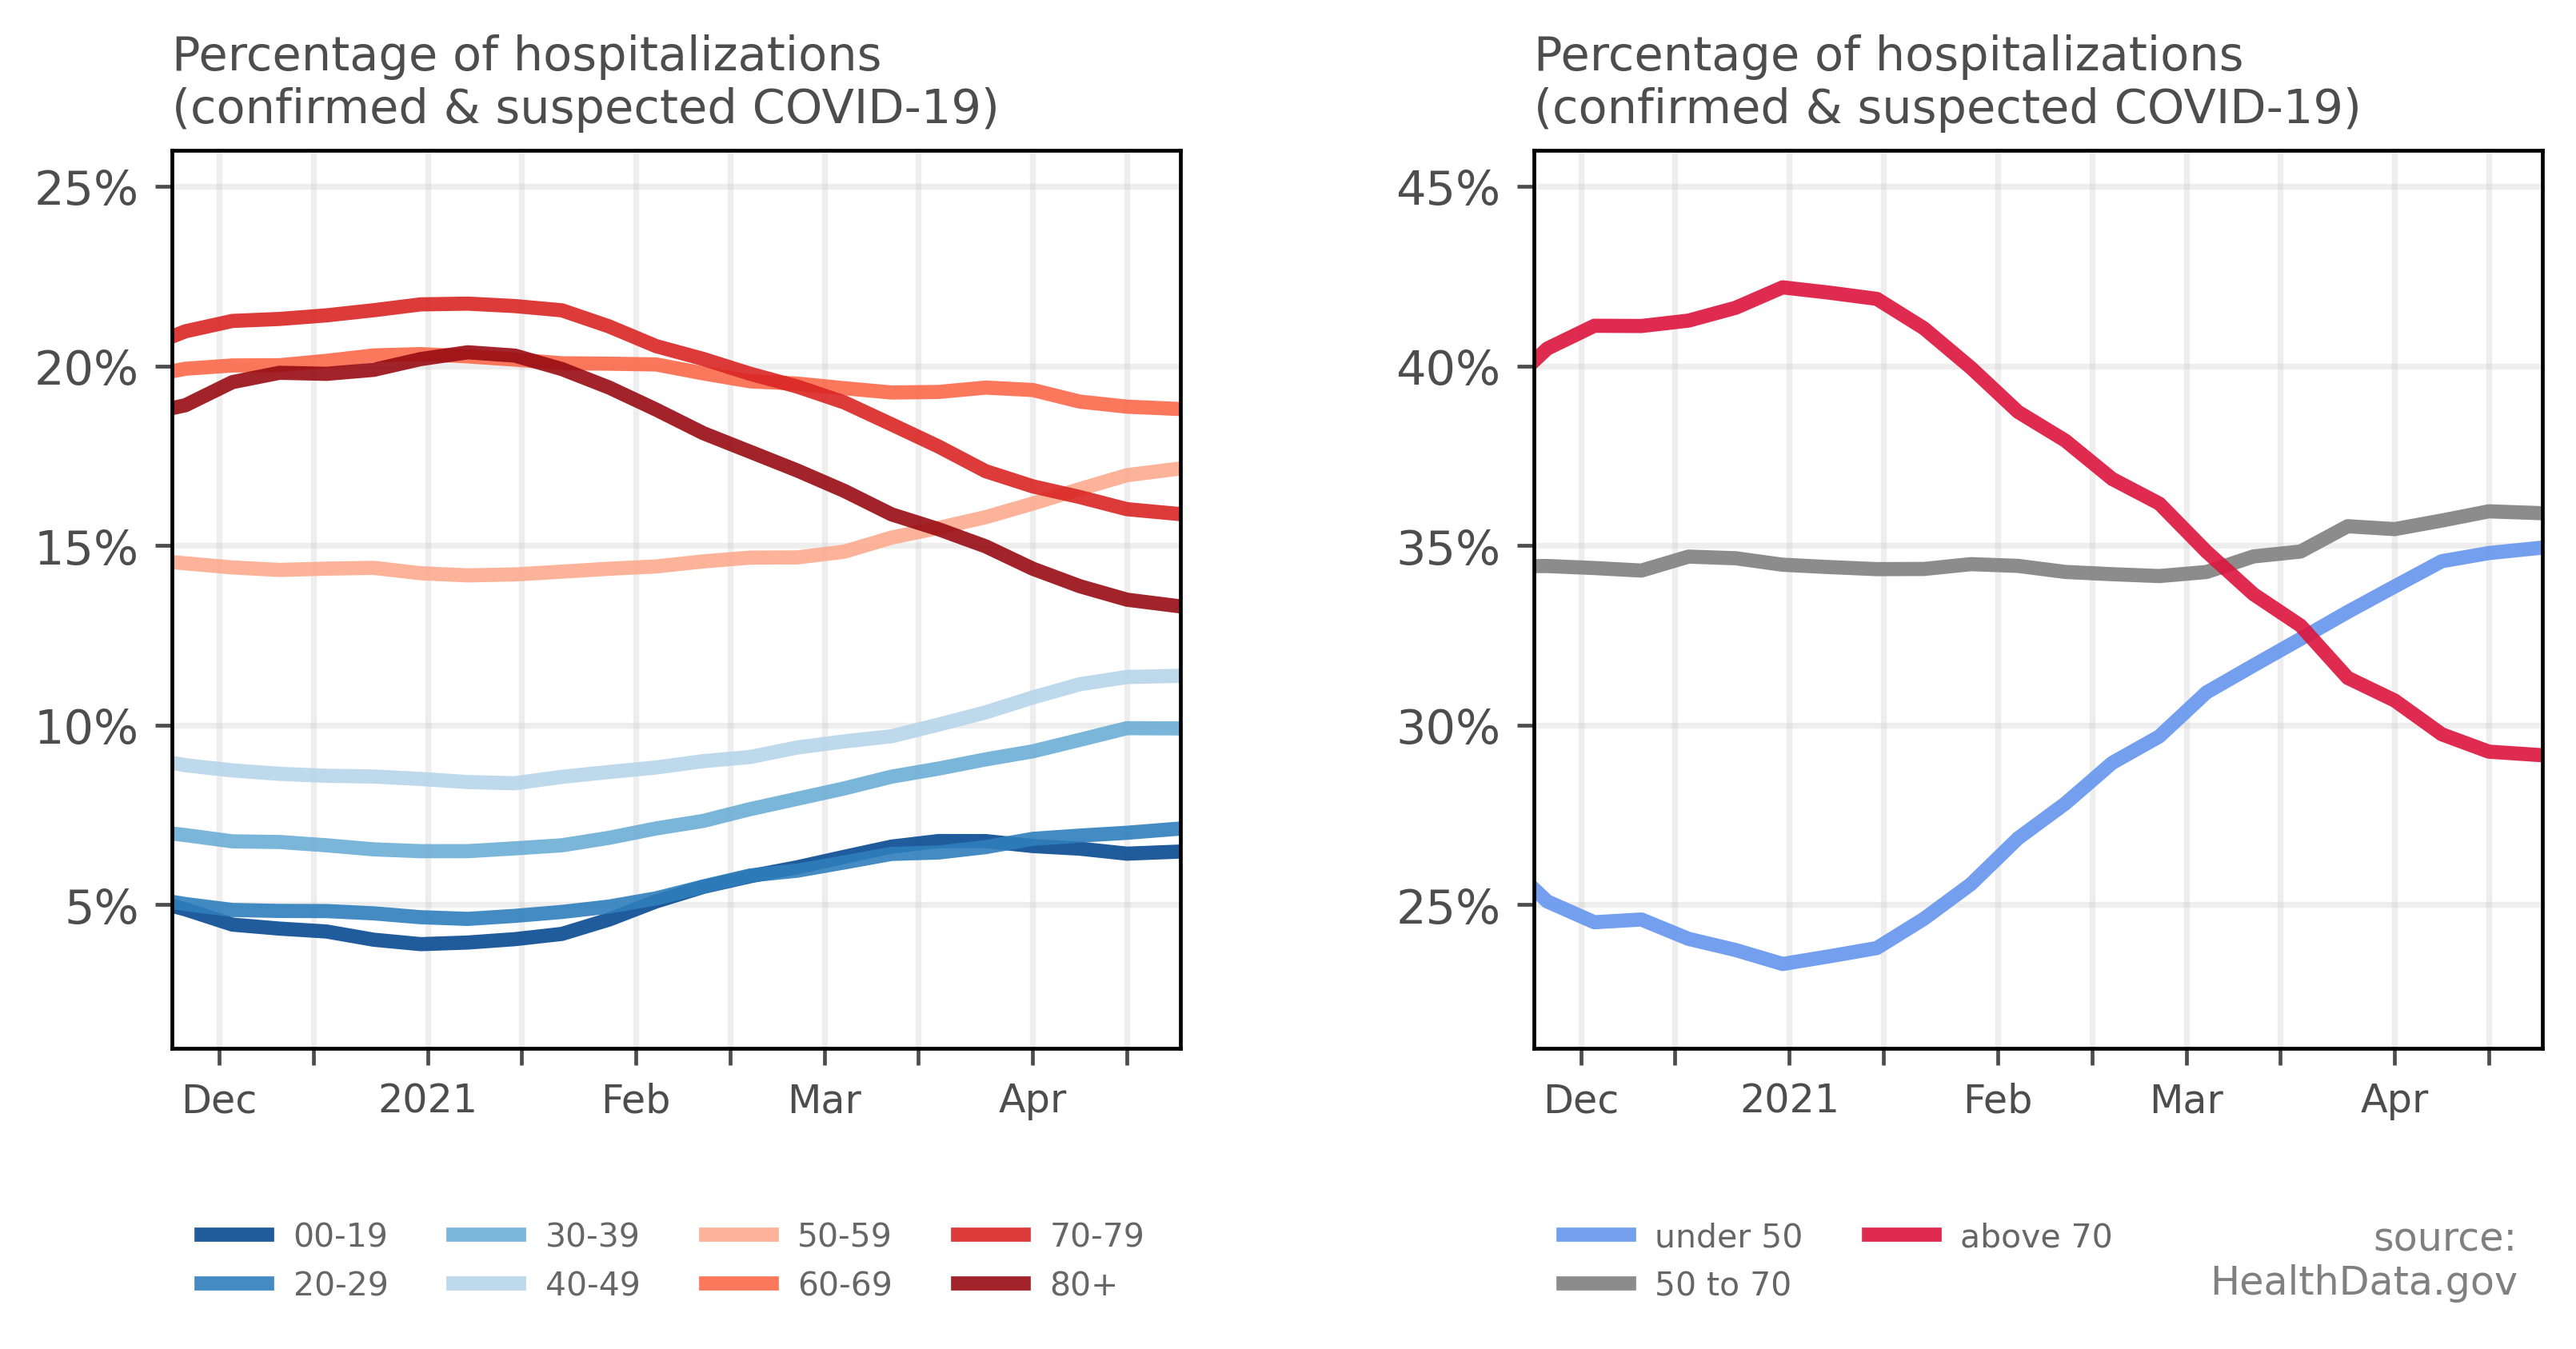 Percentage of hospitalizations
(confirmed & suspected COVID-19)
25%
20%
15%
10%
5%
Dec 2021 Feb Mar Apr
00-19 30-39 50-59 70-79
20-29 40-49 60-69 80+
Percentage of hospitalizations
(confirmed & suspected COVID-19)
45%
40%
35%
30%
25%
Dec 2021 Feb Mar Apr
under 50 above 70
50 to 70
source:
HealthData.gov